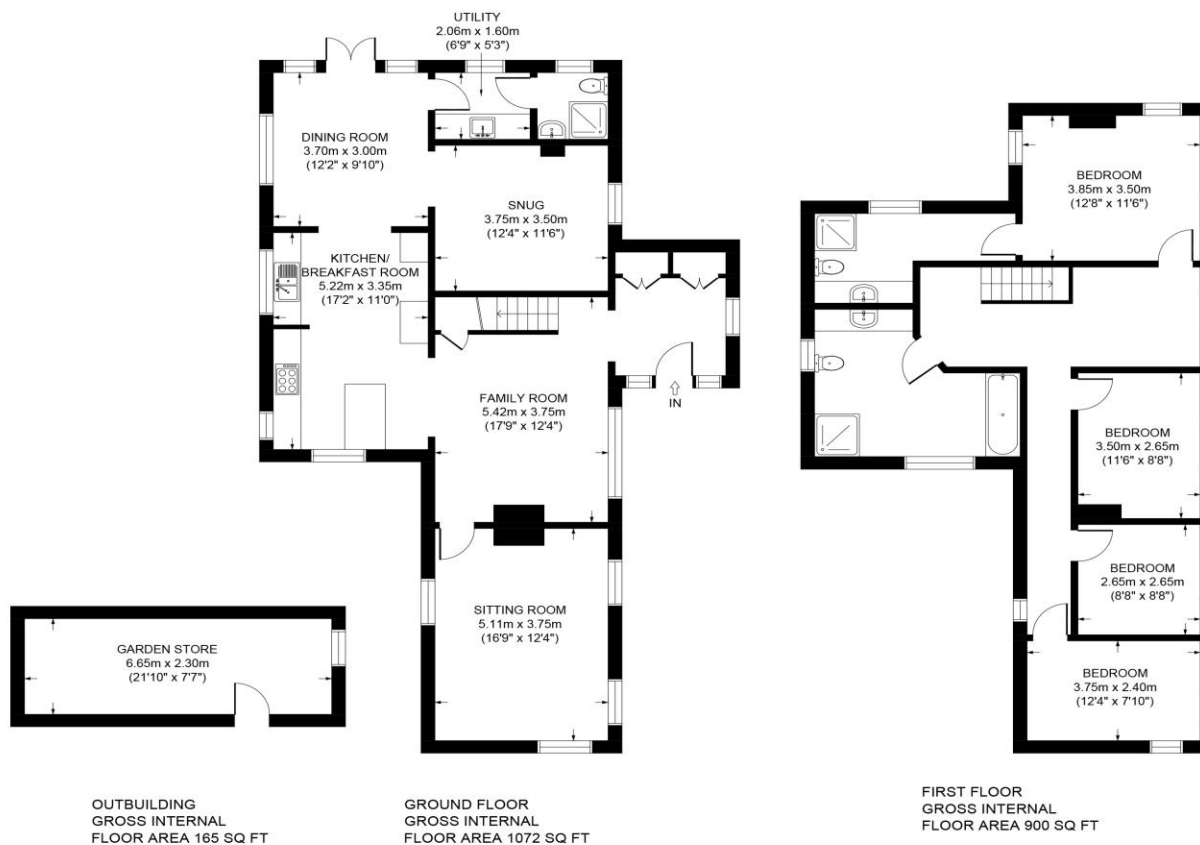 UTILITY
2.06m x 1.60m
(6'9" x 5'3")
DINING ROOM
3.70m x 3.00m
(12'2" x 9'10")
SNUG
3.75m x 3.50m
(12'4" x 11'6")
KITCHEN/
BREAKFAST ROOM
5.22m x 3.35m
(17'2" x 11'0)
FAMILY ROOM
5.42m x 3.75m
(17'9" x 12'4")
IN
SITTING ROOM
5.11m x 3.75m
(16'9" x 12'4")
GARDEN STORE
6.65m x 2.30m
(21'10" x 7'7")
BEDROOM
3.85m x 3.50m
(12'8" x 11'6")
BEDROOM
3.50m x 2.65m
(11'6" x 8'8")
BEDROOM
2.65m x 2.65m
(8'8" x 8'8")
BEDROOM
3.75m x 2.40m
(12'4" x 7'10")
OUTBUILDING
GROSS INTERNAL
FLOOR AREA 165 SQ FT
GROUND FLOOR
GROSS INTERNAL
FLOOR AREA 1072 SQ FT
FIRST FLOOR
GROSS INTERNAL
FLOOR AREA 900 SQ FT